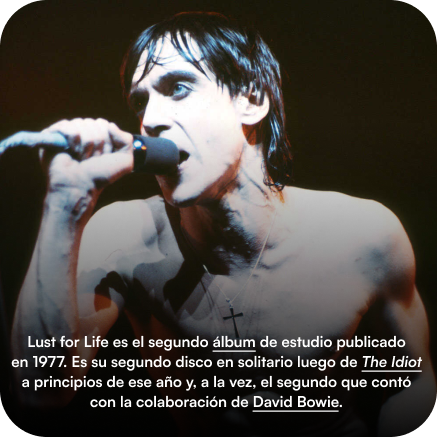 Lust for Life es el segundo álbum de estudio publicado
en 1977. Es su segundo disco en solitario luego de The Idiot
a principios de ese año y, a la vez, el segundo que contó
con la colaboración de David Bowie.